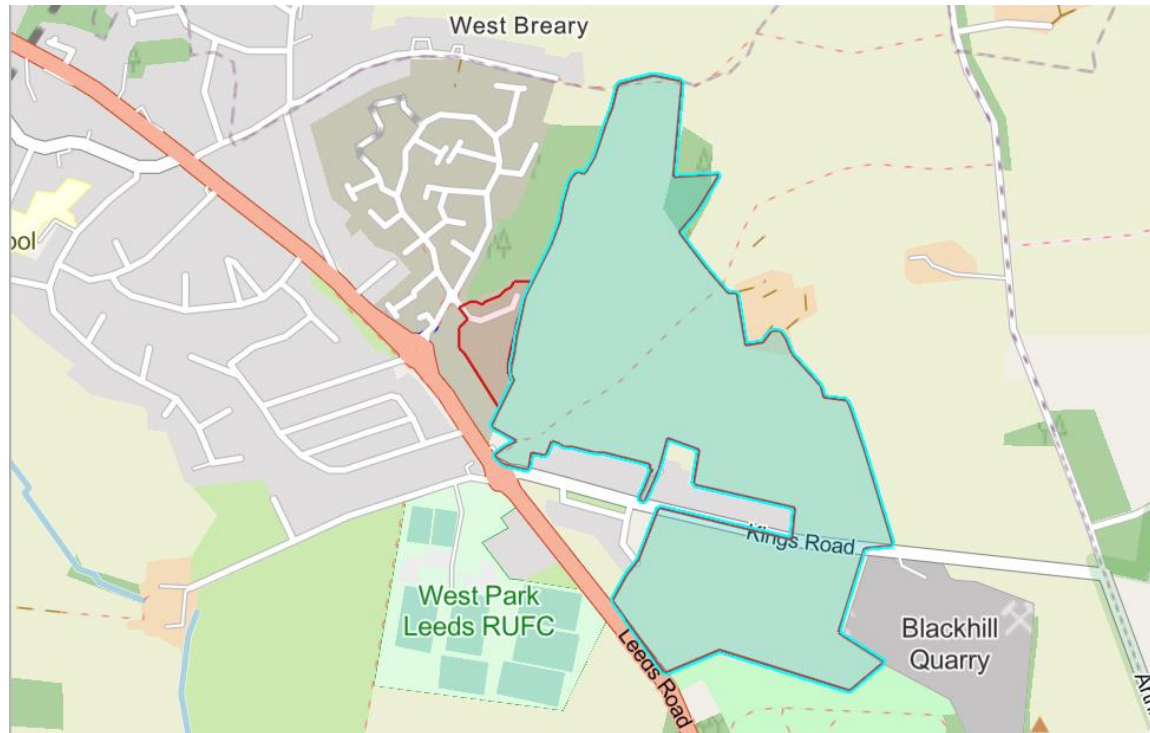 West Breary
ool
Kings Road
West Park
Leeds RUFC
Leeds Road
Blackhill
Quarry
Arth